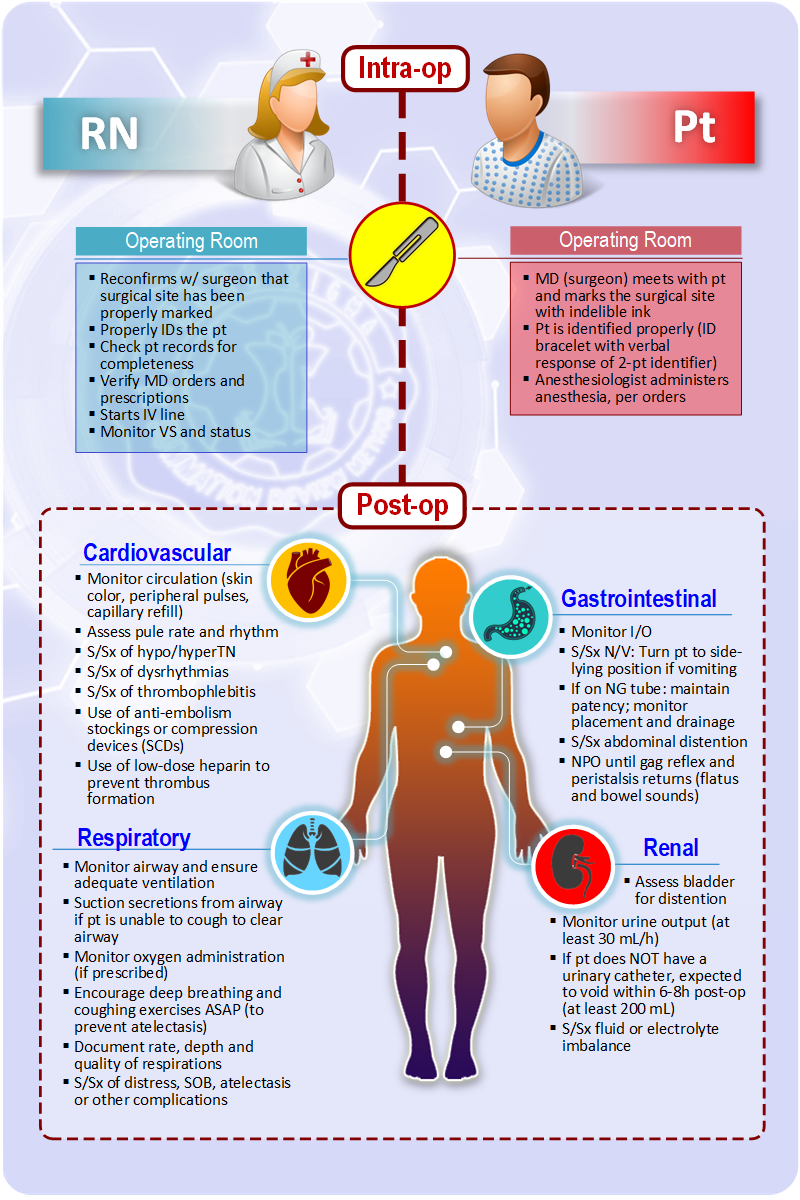 Intra-op
RN
Pt
Operating Room
▪ Reconfirms w/ surgeon that
surgical site has been
properly marked
▪ Properly IDs the pt
▪ Check pt records for
completeness
▪ Verify MD orders and
prescriptions
▪ Starts IV line
▪ Monitor VS and status
Operating Room
▪ MD (surgeon) meets with pt
and marks the surgical site
with indelible ink
▪ Pt is identified properly (ID
bracelet with verbal
response of 2-pt identifier)
▪ Anesthesiologist administers
anesthesia, per orders
Post-op
Cardiovascular
▪ Monitor circulation (skin
color, peripheral pulses,
capillary refill)
▪ Assess pule rate and rhythm
▪ S/Sx of hypo/hyperTN
▪ S/Sx of dysrhythmias
▪ S/Sx of thrombophlebitis
▪ Use of anti-embolism
stockings or compression
devices (SCDs)
▪ Use of low-dose heparin to
prevent thrombus
formation
Gastrointestinal
▪ Monitor I/O
▪ S/Sx N/V: Turn pt to side-
lying position if vomiting
▪ If on NG tube: maintain
patency; monitor
placement and drainage
▪ S/Sx abdominal distention
▪ NPO until gag reflex and
peristalsis returns (flatus
and bowel sounds)
Respiratory
▪ Monitor airway and ensure
adequate ventilation
▪ Suction secretions from airway
if pt is unable to cough to clear
airway
▪ Monitor oxygen administration
(if prescribed)
▪ Encourage deep breathing and
coughing exercises ASAP (to
prevent atelectasis)
▪ Document rate, depth and
quality of respirations
▪ S/Sx of distress, SOB, atelectasis
or other complications
Renal
▪ Assess bladder
for distention
▪ Monitor urine output (at
least 30 mL/h)
▪ If pt does NOT have a
urinary catheter, expected
to void within 6-8h post-op
(at least 200 mL)
▪ S/Sx fluid or electrolyte
imbalance